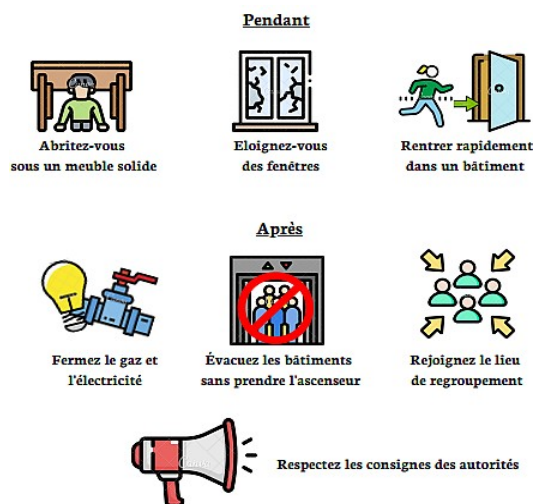 Pendant
Abritez-vous
sous un meuble solide
Eloignez-vous
des fenêtres
Rentrer rapidement
dans un bâtiment
Après
Fermez le gaz et
l'électricité
Évacuez les bâtiments
sans prendre l'ascenseur
Rejoignez le lieu
de regroupement
Respectez les consignes des autorités